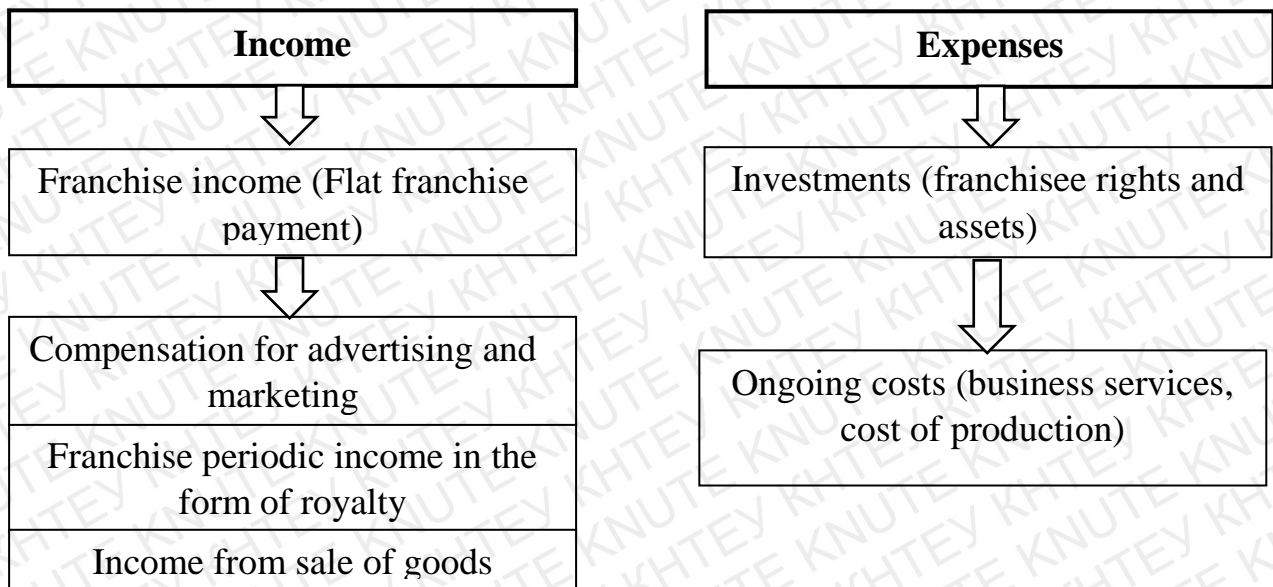 Income
Franchise income (Flat franchise
payment)
Compensation for advertising and
marketing
Franchise periodic income in the
form of royalty
Income from sale of goods
Expenses
Investments (franchisee rights and
assets)
Ongoing costs (business services,
cost of production)